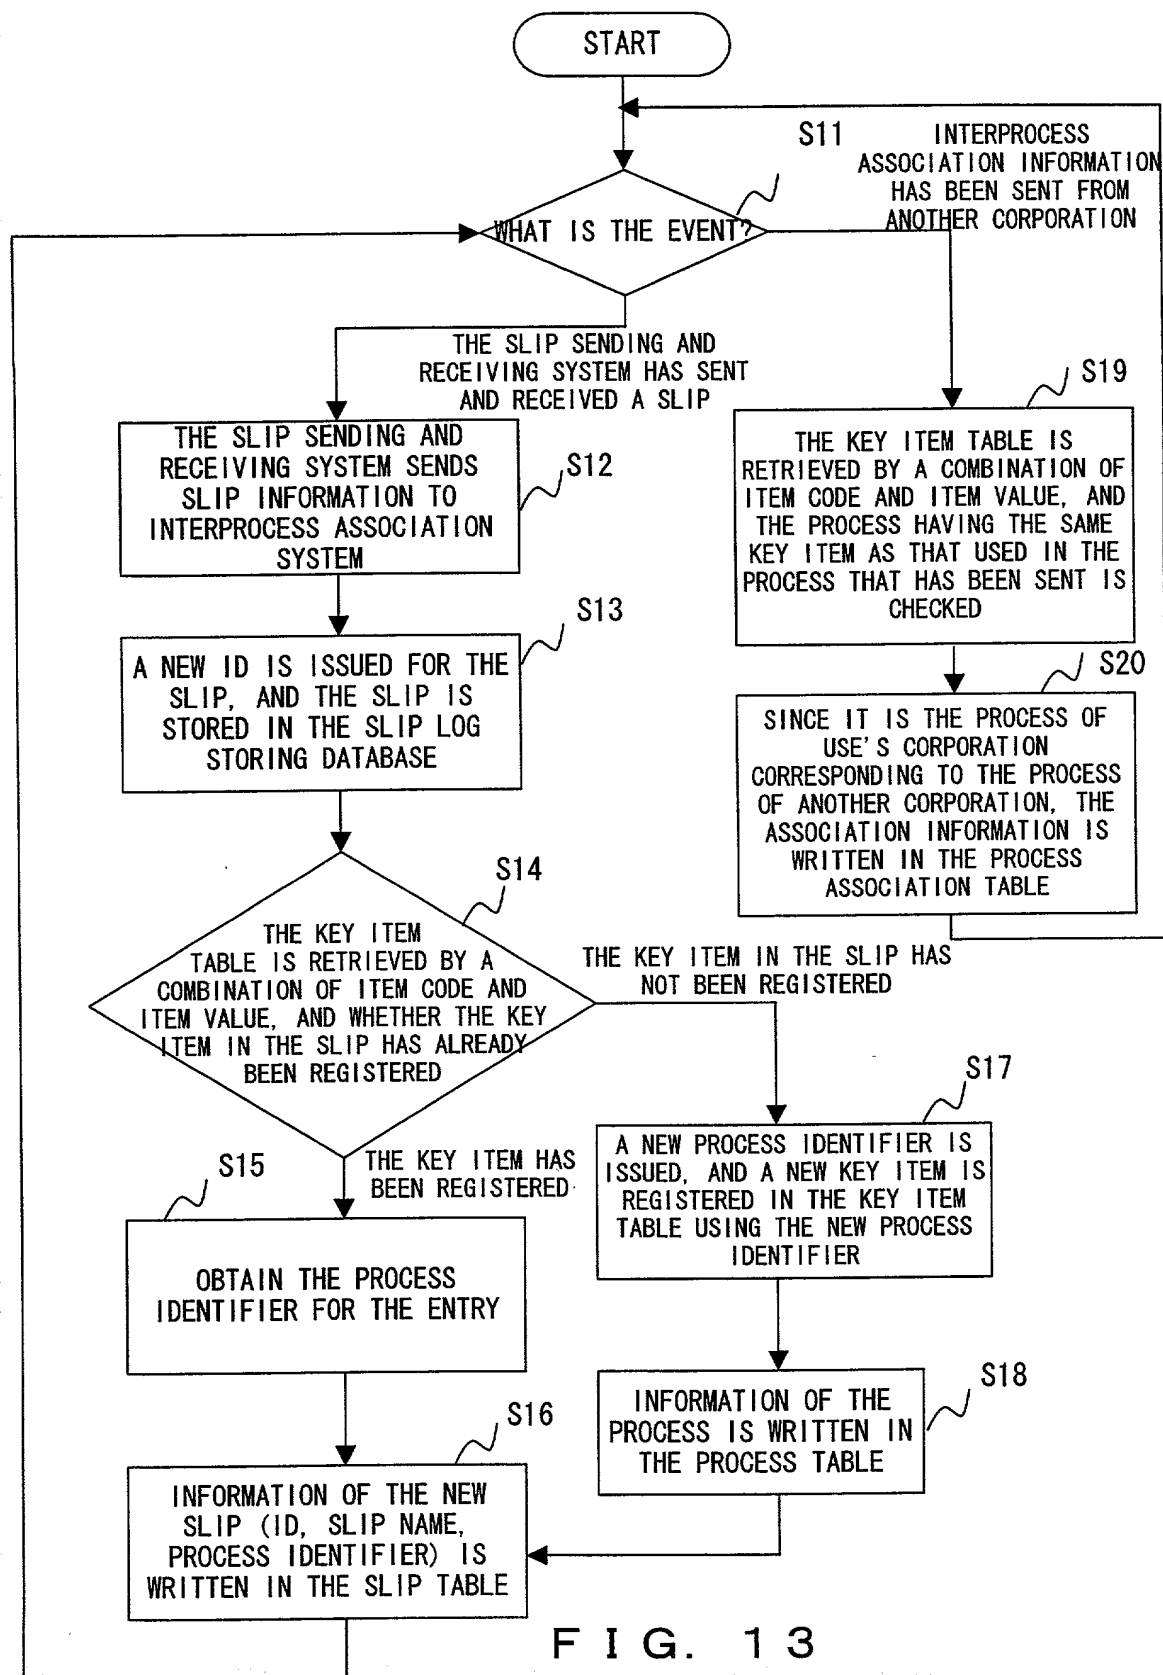 START
S11
INTERPROCESS
ASSOCIATION INFORMATION
HAS BEEN SENT FROM
ANOTHER CORPORATION
WHAT IS THE EVENT?
THE SLIP SENDING AND
RECEIVING SYSTEM HAS SENT
AND RECEIVED A SLIP
S12
THE SLIP SENDING AND
RECEIVING SYSTEM SENDS
SLIP INFORMATION TO
INTERPROCESS ASSOCIATION
SYSTEM
S19
THE KEY ITEM TABLE IS
RETRIEVED BY A COMBINATION OF
ITEM CODE AND ITEM VALUE, AND
THE PROCESS HAVING THE SAME
KEY ITEM AS THAT USED IN THE
PROCESS THAT HAS BEEN SENT IS
CHECKED
S13
A NEW ID IS ISSUED FOR THE
SLIP, AND THE SLIP IS
STORED IN THE SLIP LOG
STORING DATABASE
S20
SINCE IT IS THE PROCESS OF
USE'S CORPORATION
CORRESPONDING TO THE PROCESS
OF ANOTHER CORPORATION, THE
ASSOCIATION INFORMATION IS
WRITTEN IN THE PROCESS
ASSOCIATION TABLE
S14
THE KEY ITEM
TABLE IS RETRIEVED BY A
COMBINATION OF ITEM CODE AND
ITEM VALUE, AND WHETHER THE KEY
ITEM IN THE SLIP HAS ALREADY
BEEN REGISTERED
THE KEY ITEM IN THE SLIP HAS
NOT BEEN REGISTERED
S15
THE KEY ITEM HAS
BEEN REGISTERED
S17
A NEW PROCESS IDENTIFIER IS
ISSUED, AND A NEW KEY ITEM IS
REGISTERED IN THE KEY ITEM
TABLE USING THE NEW PROCESS
IDENTIFIER
OBTAIN THE PROCESS
IDENTIFIER FOR THE ENTRY
S18
INFORMATION OF THE
PROCESS IS WRITTEN IN
THE PROCESS TABLE
S16
INFORMATION OF THE NEW
SLIP (ID, SLIP NAME,
PROCESS IDENTIFIER) IS
WRITTEN IN THE SLIP TABLE
FIG. 13